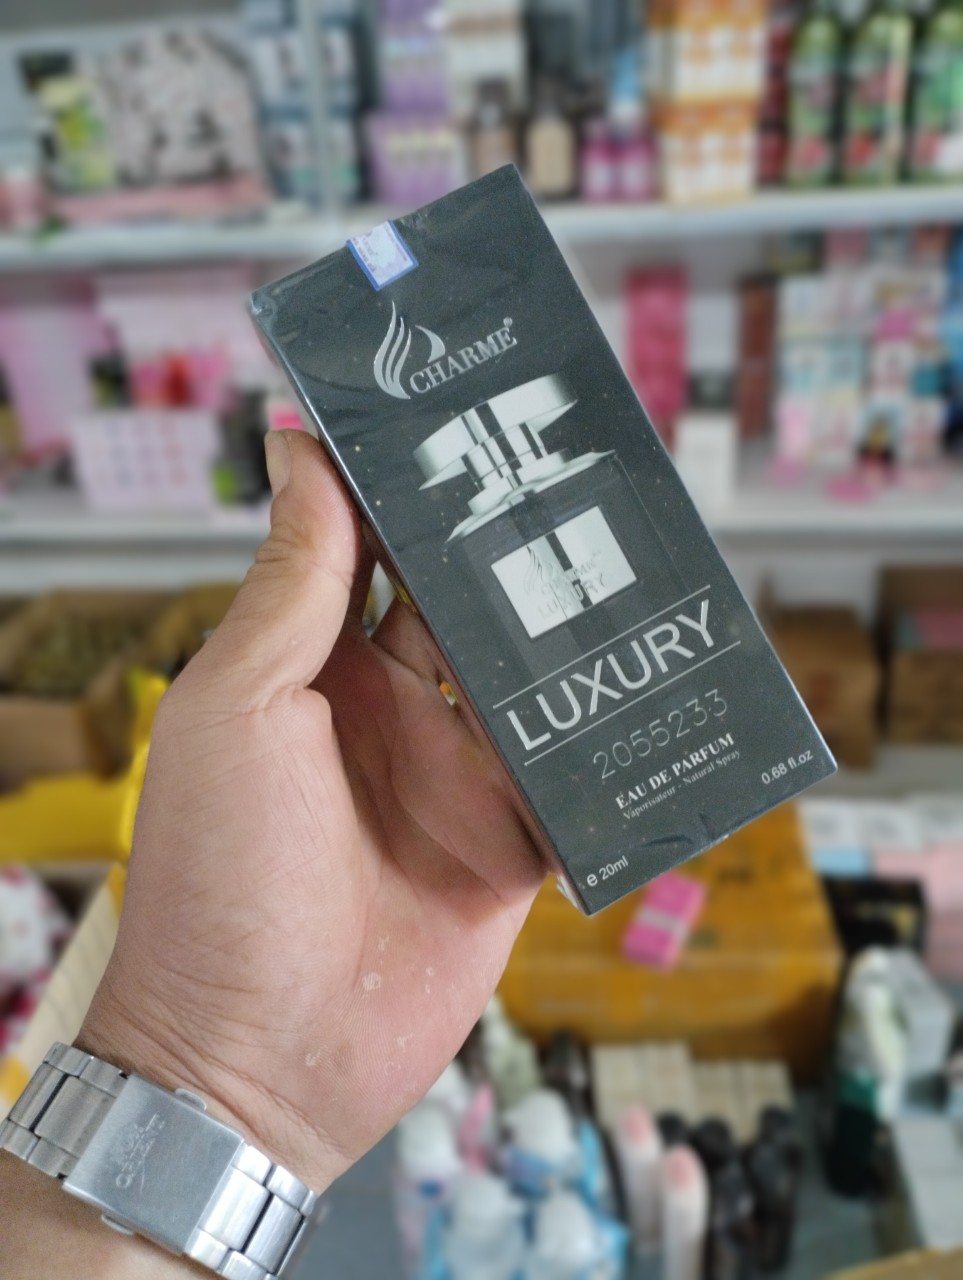 CHARME®
CHARME
LUXURY
LUXURY
2055233
EAU DE PARFUM
Vaporisateur - Natural Spray
0.68 fl.oz
e 20ml